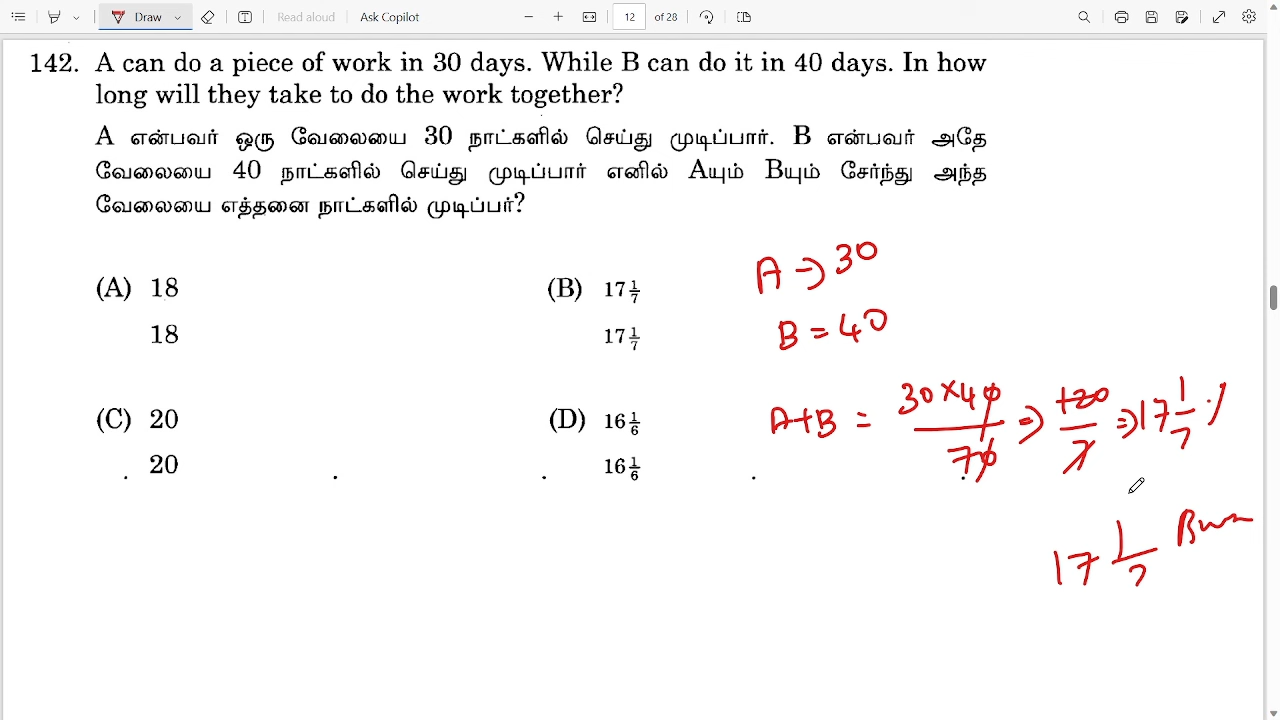 Draw
Read aloud
Ask Copilot
12
of 28
142. A can do a piece of work in 30 days. While B can do it in 40 days. In how
long will they take to do the work together?
A என்பவர் ஒரு வேலையை 30 நாட்களில் செய்து முடிப்பார். B என்பவர் அதே
வேலையை 40 நாட்களில் செய்து முடிப்பார் எனில் Aயும் Bயும் சேர்ந்து அந்த
வேலையை எத்தனை நாட்களில் முடிப்பர்?
(A) 18
18
(B) 17 1/7
17 1/7
(C) 20
20
(D) 16 1/6
16 1/6
A → 30
B = 40
A+B = 30×40/70 ⇒ 120/7 ⇒ 17 1/7
17 1/7